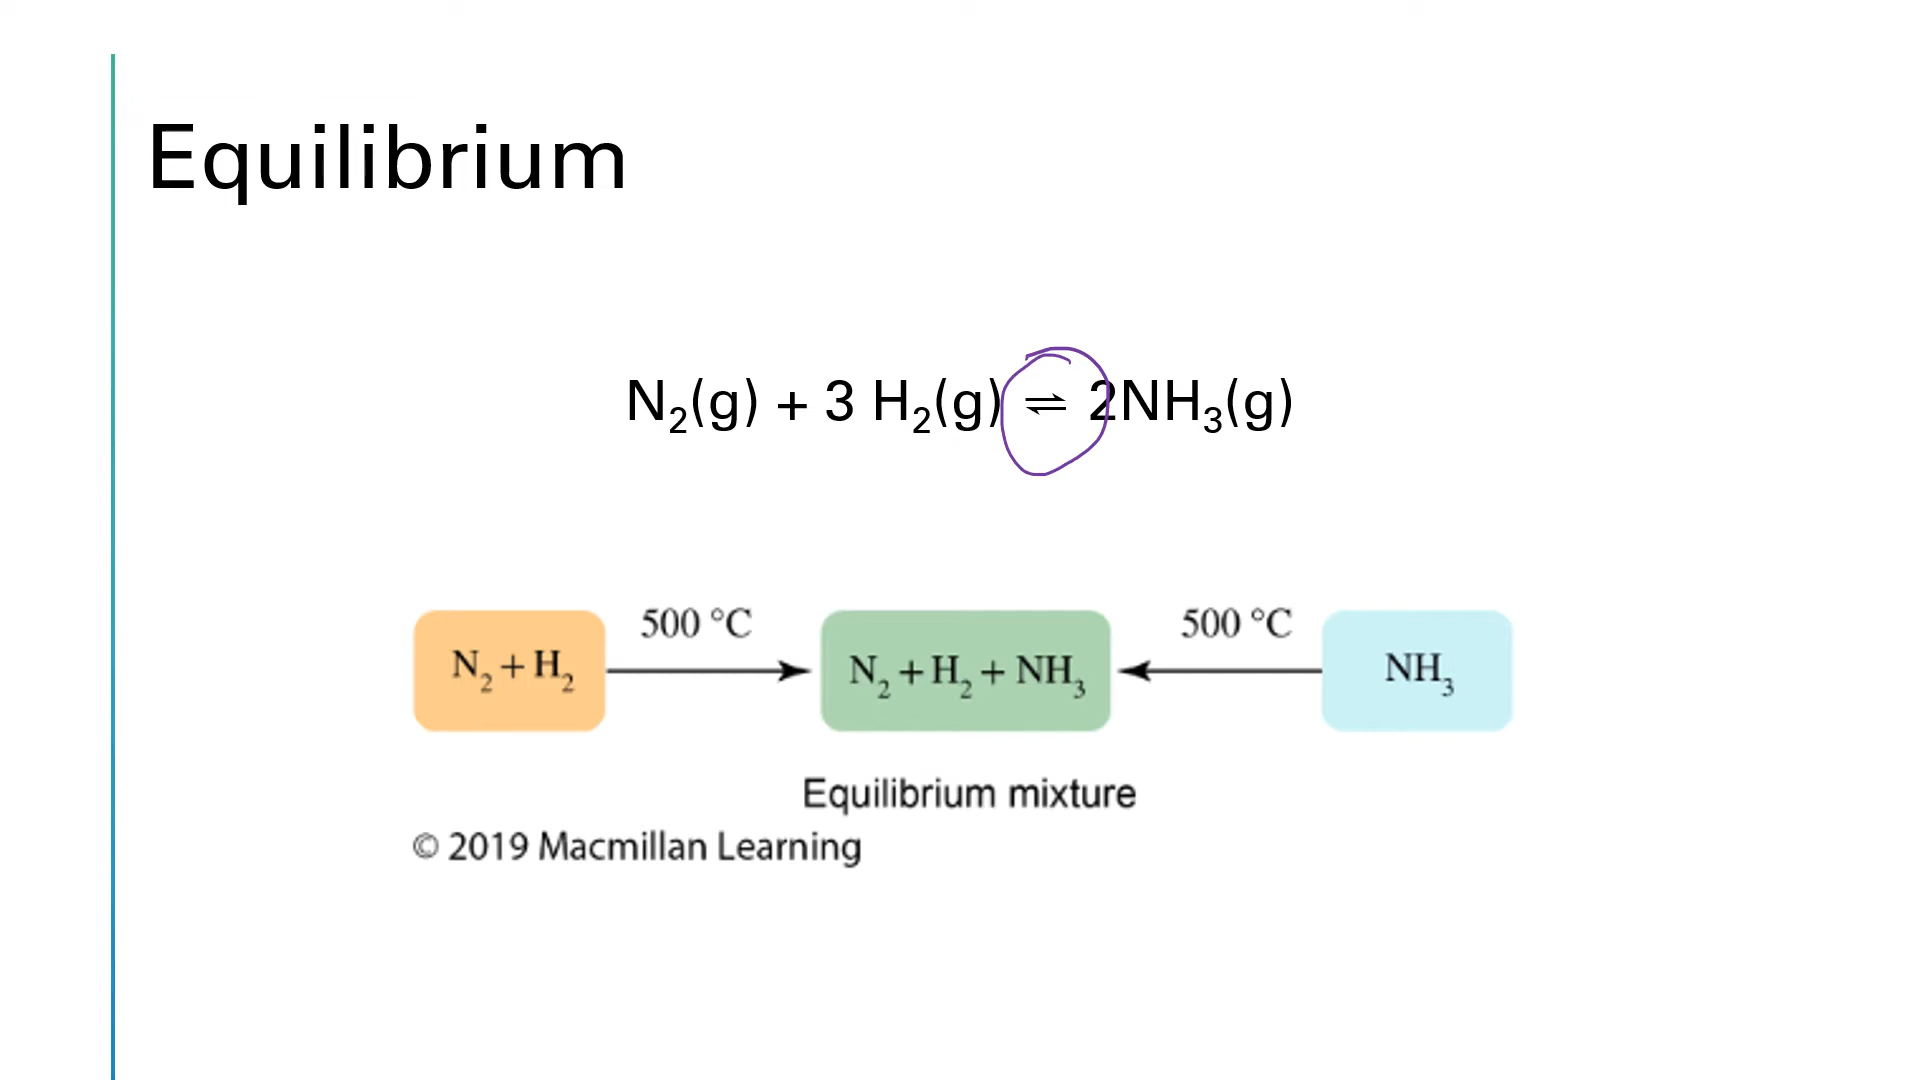 Equilibrium
N₂(g) + 3 H₂(g) ⇌ 2NH₃(g)
500 °C 500 °C
N₂ + H₂ N₂ + H₂ + NH₃ NH₃
Equilibrium mixture
© 2019 Macmillan Learning